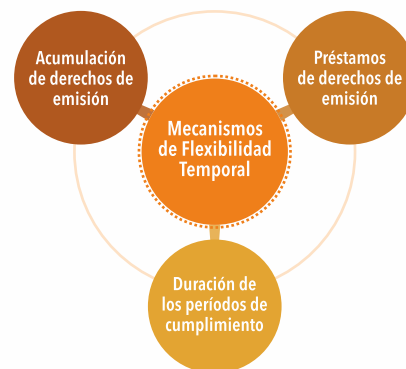 Acumulación
de derechos de
emisión
Préstamos
de derechos de
emisión
Mecanismos
de Flexibilidad
Temporal
Duración de
los períodos de
cumplimiento